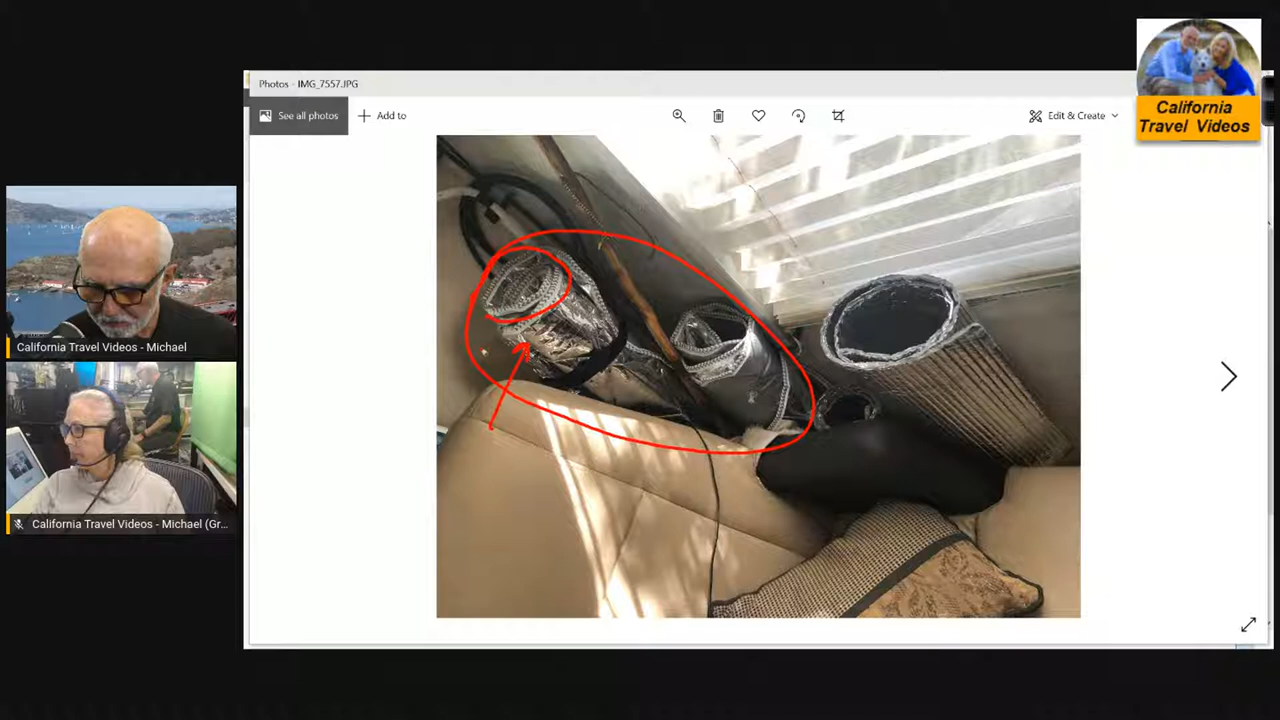 Photos - IMG_7557.JPG
See all photos
Add to
Edit & Create
California
Travel Videos
California Travel Videos - Michael
California Travel Videos - Michael (Gr...